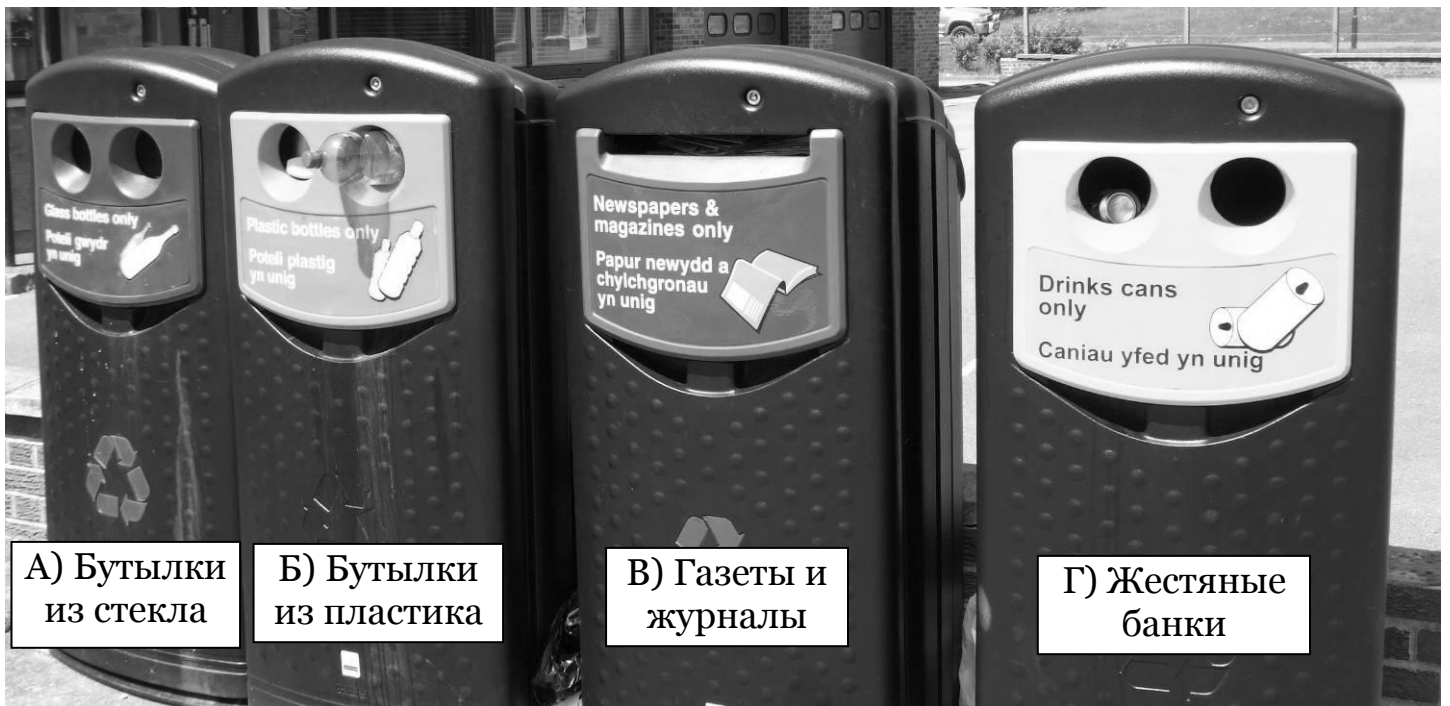 Glass bottles only
Poteli gwydr
yn unig
Plastic bottles only
Poteli plastig
yn unig
Newspapers &
magazines only
Papur newydd a
chylchgronau
yn unig
Drinks cans
only
Caniau yfed yn unig
А) Бутылки
из стекла
Б) Бутылки
из пластика
В) Газеты и
журналы
Г) Жестяные
банки